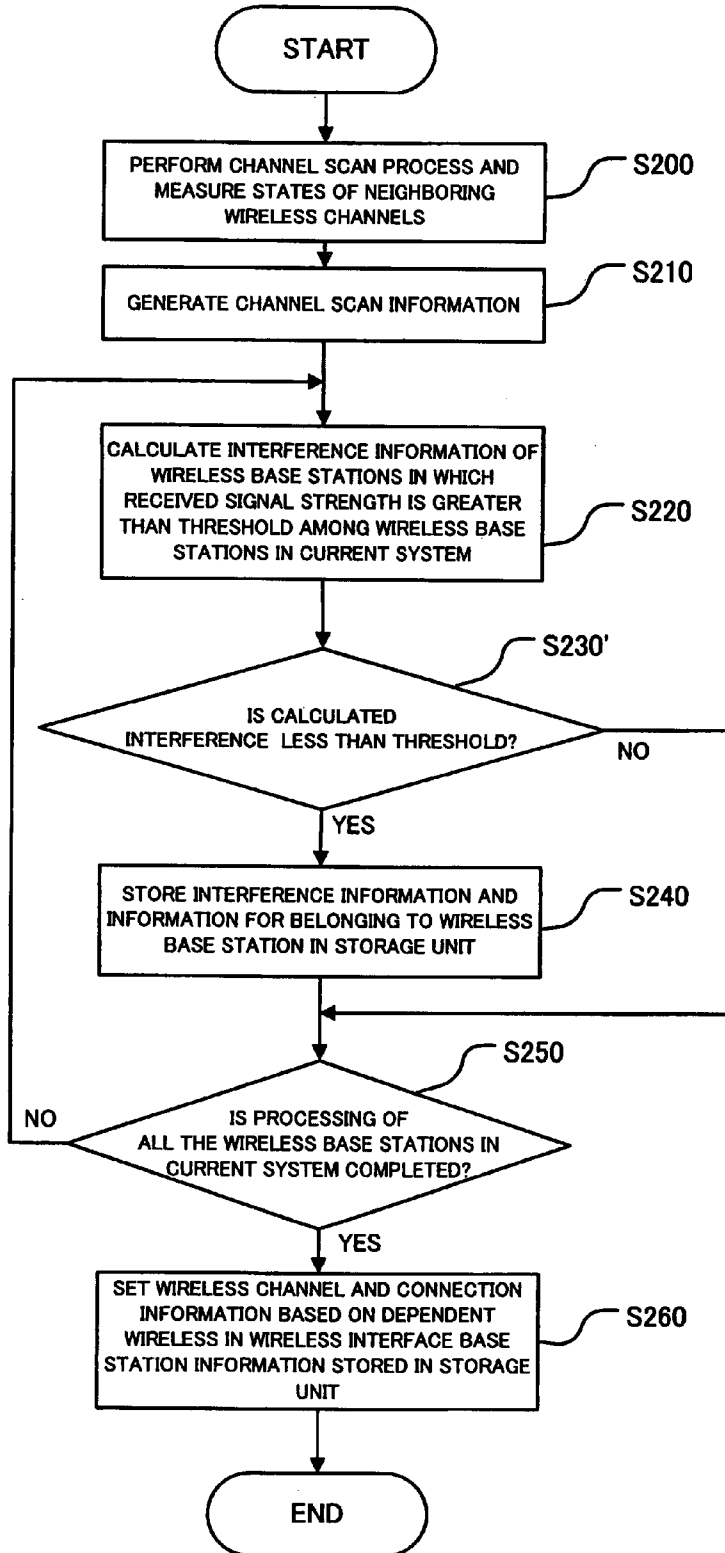 START
PERFORM CHANNEL SCAN PROCESS AND
MEASURE STATES OF NEIGHBORING
WIRELESS CHANNELS
S200
GENERATE CHANNEL SCAN INFORMATION
S210
CALCULATE INTERFERENCE INFORMATION OF
WIRELESS BASE STATIONS IN WHICH
RECEIVED SIGNAL STRENGTH IS GREATER
THAN THRESHOLD AMONG WIRELESS BASE
STATIONS IN CURRENT SYSTEM
S220
S230'
IS CALCULATED
INTERFERENCE LESS THAN THRESHOLD?
NO
YES
STORE INTERFERENCE INFORMATION AND
INFORMATION FOR BELONGING TO WIRELESS
BASE STATION IN STORAGE UNIT
S240
S250
IS PROCESSING OF
ALL THE WIRELESS BASE STATIONS IN
CURRENT SYSTEM COMPLETED?
NO
YES
SET WIRELESS CHANNEL AND CONNECTION
INFORMATION BASED ON DEPENDENT
WIRELESS IN WIRELESS INTERFACE BASE
STATION INFORMATION STORED IN STORAGE
UNIT
S260
END